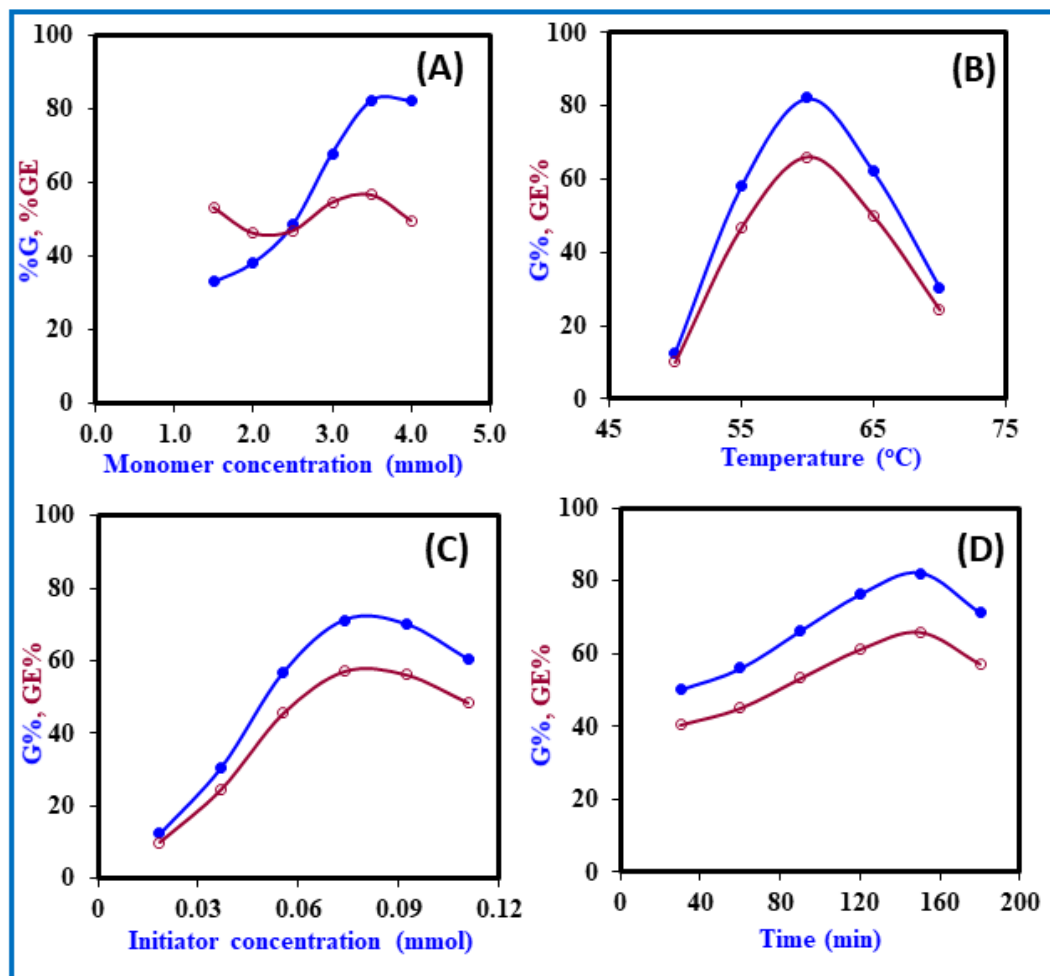 (A)
%G, %GE
100
80
60
40
20
0
0.0 1.0 2.0 3.0 4.0 5.0
Monomer concentration (mmol)
(B)
G%, GE%
100
80
60
40
20
0
45 55 65 75
Temperature (°C)
(C)
G%, GE%
100
80
60
40
20
0
0 0.03 0.06 0.09 0.12
Initiator concentration (mmol)
(D)
G%, GE%
100
80
60
40
20
0
0 40 80 120 160 200
Time (min)